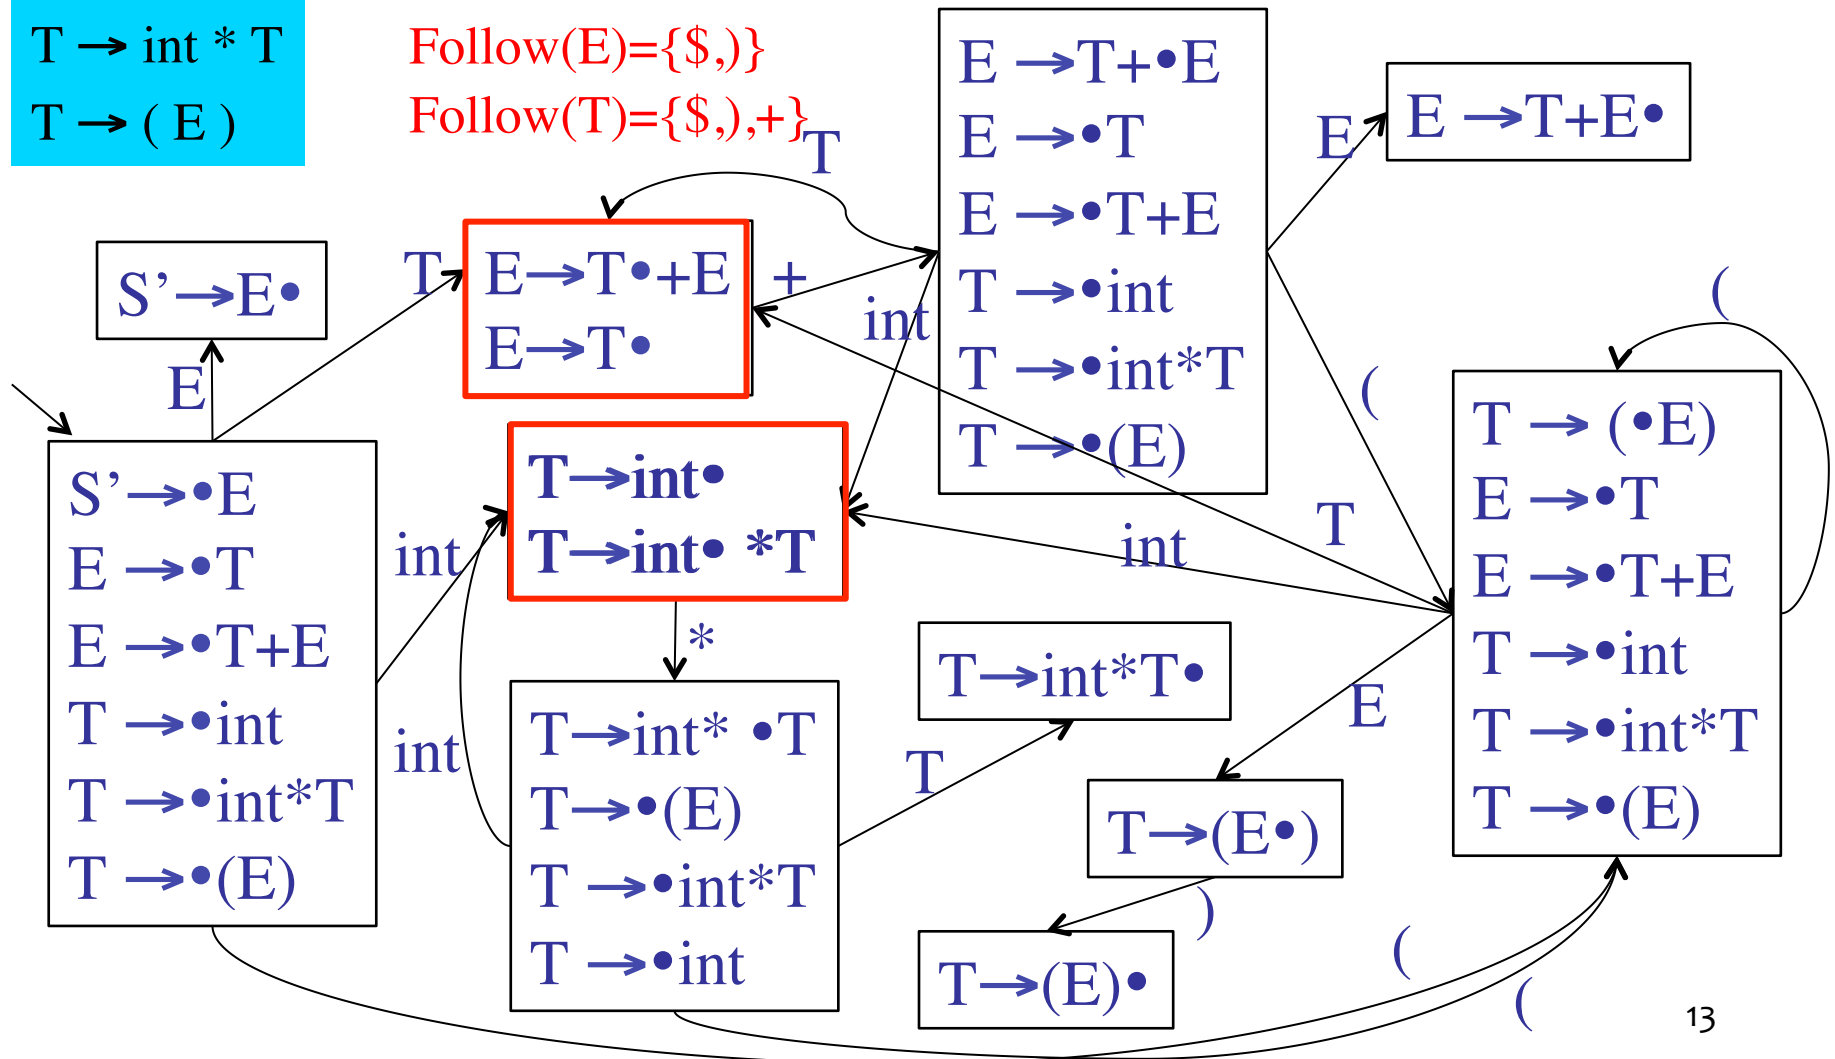 T → int * T
T → ( E )
Follow(E)={$,)}
Follow(T)={$,),+}
E →T+•E
E →•T
E →•T+E
T →•int
T →•int*T
T →•(E)
E
E →T+E•
T
S’→E•
T
E→T•+E
E→T•
+
int
E
(
(
S’→•E
E →•T
E →•T+E
T →•int
T →•int*T
T →•(E)
int
T→int•
T→int• *T
int
T
T → (•E)
E →•T
E →•T+E
T →•int
T →•int*T
T →•(E)
*
int
T→int* •T
T→•(E)
T →•int*T
T →•int
T
T→int*T•
E
T→(E•)
)
T→(E)•
(
(
13